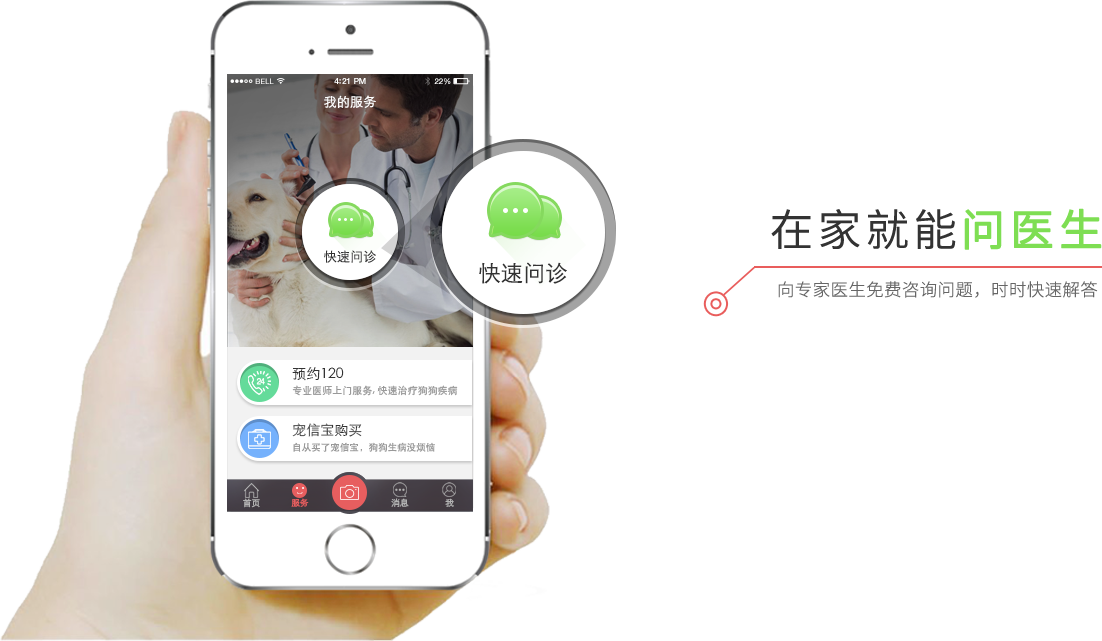 BELL 4:21 PM 22%
我的服务
快速问诊
快速问诊
在家就能问医生
向专家医生免费咨询问题，时时快速解答
24
预约120
专业医师上门服务，快速治疗狗狗疾病
宠信宝购买
自从买了宠信宝，狗狗生病没烦恼
首页 服务 消息 我